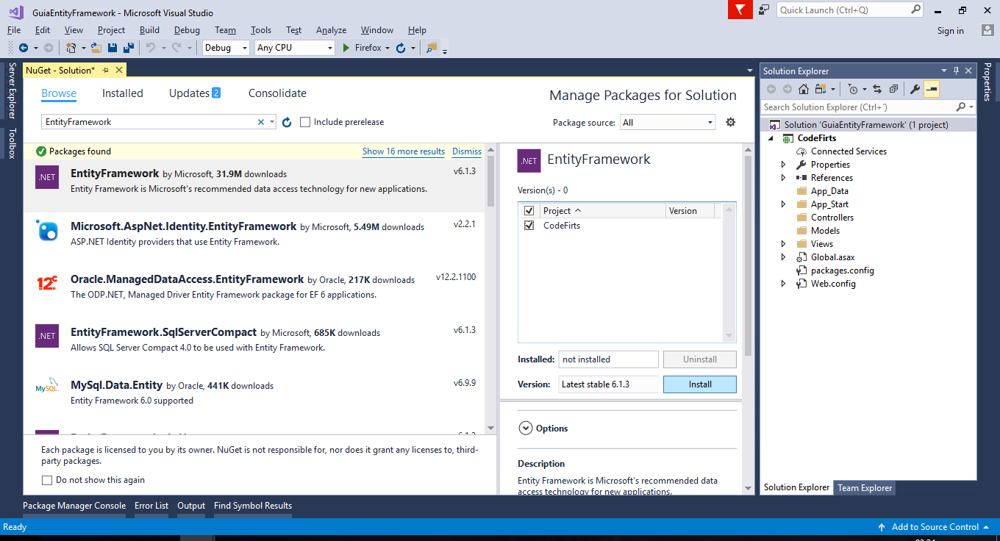 GuiaEntityFramework - Microsoft Visual Studio
Quick Launch (Ctrl+Q)
File Edit View Project Build Debug Team Tools Test Analyze Window Help
Sign in
Debug Any CPU Firefox
Server Explorer
Toolbox
NuGet - Solution*
Browse Installed Updates 2 Consolidate
Manage Packages for Solution
EntityFramework Include prerelease
Package source: All
Packages found Show 16 more results Dismiss
.NET EntityFramework by Microsoft, 31.9M downloads v6.1.3
Entity Framework is Microsoft's recommended data access technology for new applications.
Microsoft.AspNet.Identity.EntityFramework by Microsoft, 5.49M downloads v2.2.1
ASP.NET Identity providers that use Entity Framework.
12c Oracle.ManagedDataAccess.EntityFramework by Oracle, 217K downloads v12.2.1100
The ODP.NET, Managed Driver Entity Framework package for EF 6 applications.
.NET EntityFramework.SqlServerCompact by Microsoft, 685K downloads v6.1.3
Allows SQL Server Compact 4.0 to be used with Entity Framework.
MySQL MySql.Data.Entity by Oracle, 441K downloads v6.9.9
Entity Framework 6.0 supported
Each package is licensed to you by its owner. NuGet is not responsible for, nor does it grant any licenses to, third-
party packages.
Do not show this again
.NET EntityFramework
Version(s) - 0
Project Version
CodeFirts
Installed: not installed Uninstall
Version: Latest stable 6.1.3 Install
Options
Description
Entity Framework is Microsoft's recommended data
access technology for new applications.
Solution Explorer
Search Solution Explorer (Ctrl+´)
Solution 'GuiaEntityFramework' (1 project)
CodeFirts
Connected Services
Properties
References
App_Data
App_Start
Controllers
Models
Views
Global.asax
packages.config
Web.config
Solution Explorer Team Explorer
Properties
Package Manager Console Error List Output Find Symbol Results
Ready
Add to Source Control